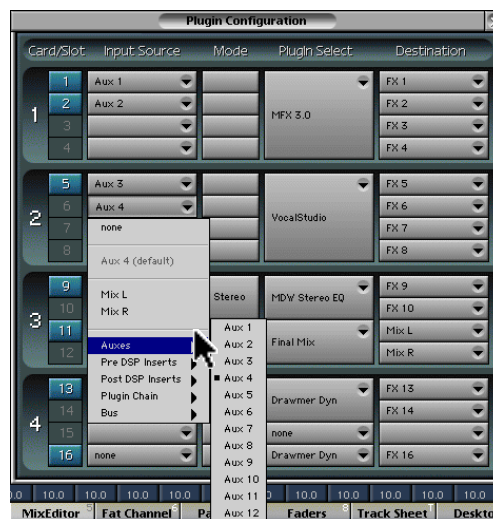 Plugin Configuration
Card/Slot Input Source Mode Plugin Select Destination
1
1 Aux 1 MFX 3.0 FX 1
2 Aux 2 FX 2
3 FX 3
4 FX 4
2
5 Aux 3 VocalStudio FX 5
6 Aux 4 FX 6
7 FX 7
8 FX 8
none
Aux 4 (default)
Mix L
Mix R
Auxes
Pre DSP Inserts
Post DSP Inserts
Plugin Chain
Bus
3
9 Stereo MDW Stereo EQ FX 9
10 FX 10
11 Final Mix Mix L
12 Mix R
Aux 1
Aux 2
Aux 3
Aux 4
Aux 5
Aux 6
Aux 7
Aux 8
Aux 9
Aux 10
Aux 11
Aux 12
4
13 Drawmer Dyn FX 13
14 FX 14
15 none
16 none Drawmer Dyn FX 16
.0 10.0 10.0 10.0 10.0 10.0 10.0 10.0 10.0 10.0 10.0
MixEditor 5 Fat Channel 6 Pa Faders 8 Track Sheet T Deskto